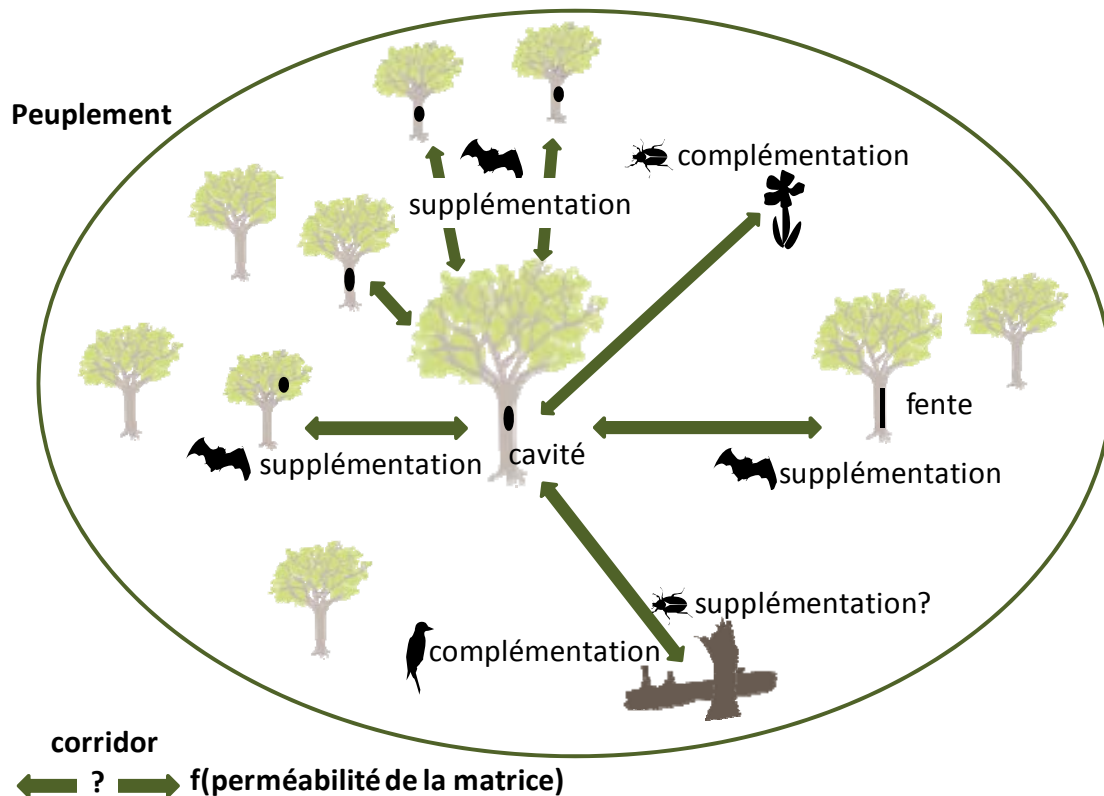 Peuplement
complémentation
supplémentation
fente
cavité
supplémentation
supplémentation
supplémentation?
complémentation
corridor
? f(perméabilité de la matrice)